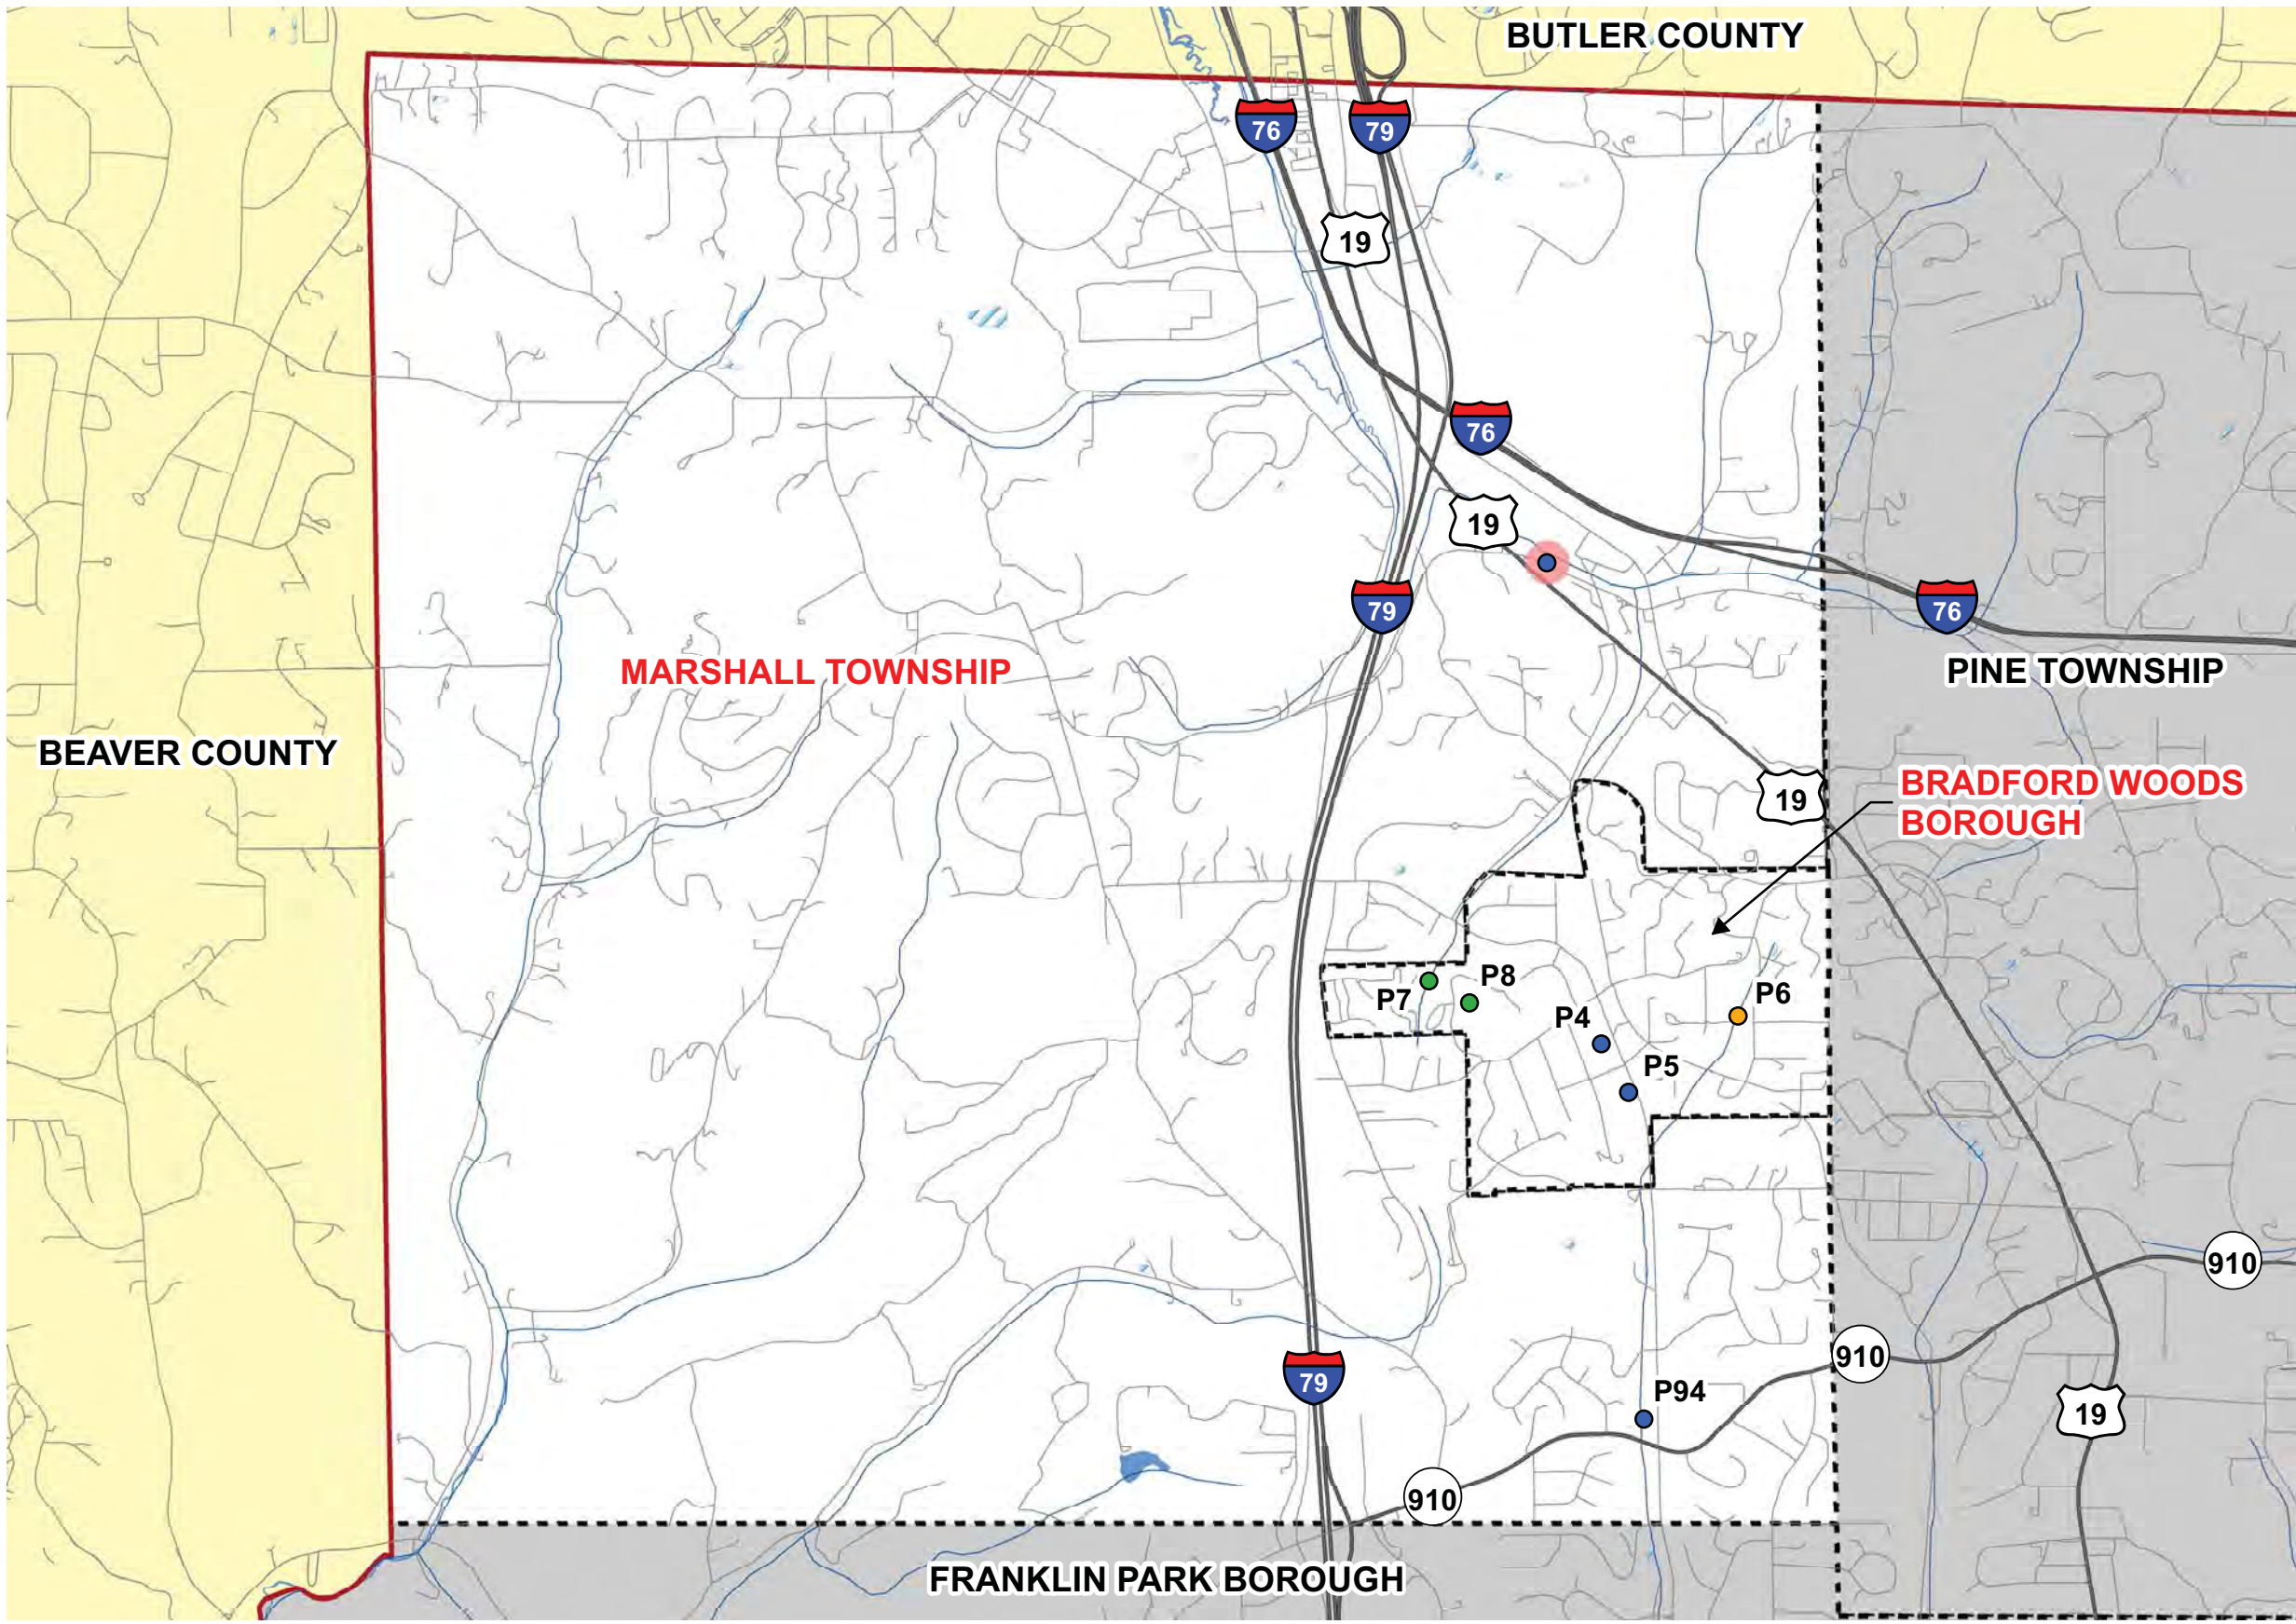 BUTLER COUNTY
76
79
19
76
19
79
76
MARSHALL TOWNSHIP
PINE TOWNSHIP
BEAVER COUNTY
BRADFORD WOODS
BOROUGH
19
P7
P8
P6
P4
P5
910
910
79
P94
19
910
FRANKLIN PARK BOROUGH